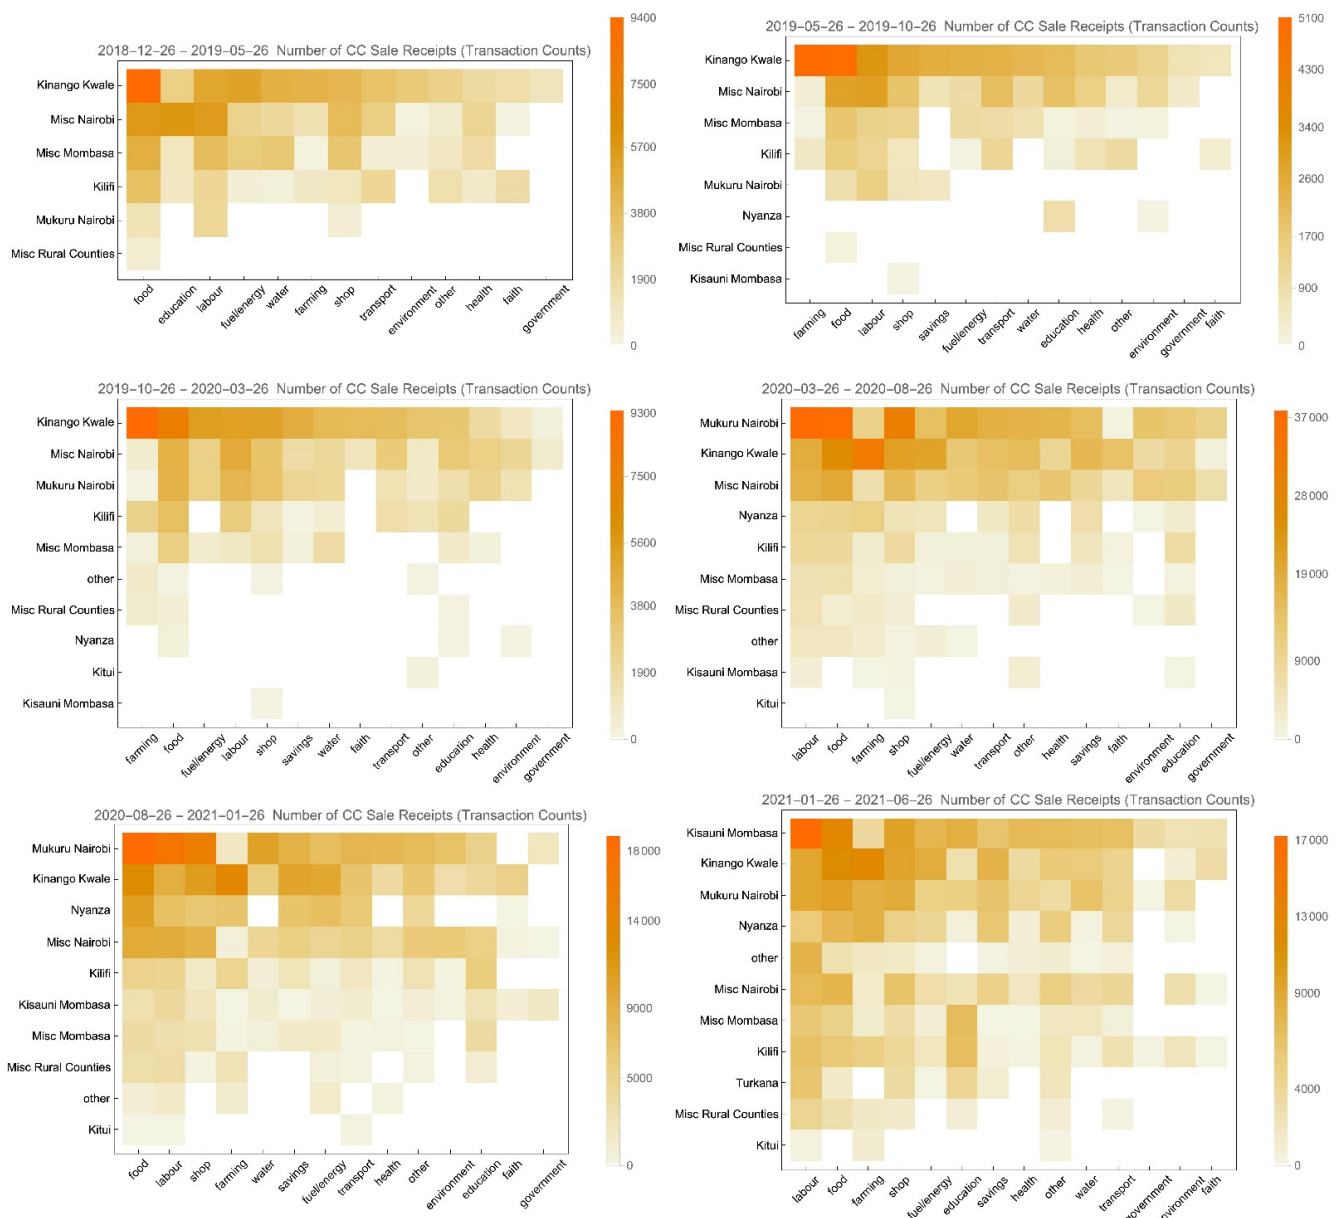 2018–12–26 – 2019–05–26 Number of CC Sale Receipts (Transaction Counts)
Kinango Kwale
Misc Nairobi
Misc Mombasa
Kilifi
Mukuru Nairobi
Misc Rural Counties
food
education
labour
fuel/energy
water
farming
shop
transport
environment
other
health
faith
government
9400
7500
5700
3800
1900
0
2019–05–26 – 2019–10–26 Number of CC Sale Receipts (Transaction Counts)
Kinango Kwale
Misc Nairobi
Misc Mombasa
Kilifi
Mukuru Nairobi
Nyanza
Misc Rural Counties
Kisauni Mombasa
farming
food
labour
shop
savings
fuel/energy
transport
water
education
health
other
environment
government
faith
5100
4300
3400
2600
1700
900
0
2019–10–26 – 2020–03–26 Number of CC Sale Receipts (Transaction Counts)
Kinango Kwale
Misc Nairobi
Mukuru Nairobi
Kilifi
Misc Mombasa
other
Misc Rural Counties
Nyanza
Kitui
Kisauni Mombasa
farming
food
fuel/energy
labour
shop
savings
water
faith
transport
other
education
health
environment
government
9300
7500
5600
3800
1900
0
2020–03–26 – 2020–08–26 Number of CC Sale Receipts (Transaction Counts)
Mukuru Nairobi
Kinango Kwale
Misc Nairobi
Nyanza
Kilifi
Misc Mombasa
Misc Rural Counties
other
Kisauni Mombasa
Kitui
labour
food
farming
shop
fuel/energy
water
transport
other
health
savings
faith
environment
education
government
37000
28000
19000
9000
0
2020–08–26 – 2021–01–26 Number of CC Sale Receipts (Transaction Counts)
Mukuru Nairobi
Kinango Kwale
Nyanza
Misc Nairobi
Kilifi
Kisauni Mombasa
Misc Mombasa
Misc Rural Counties
other
Kitui
food
labour
shop
farming
water
savings
fuel/energy
transport
health
other
environment
education
faith
government
18000
14000
9000
5000
0
2021–01–26 – 2021–06–26 Number of CC Sale Receipts (Transaction Counts)
Kisauni Mombasa
Kinango Kwale
Mukuru Nairobi
Nyanza
other
Misc Nairobi
Misc Mombasa
Kilifi
Turkana
Misc Rural Counties
Kitui
labour
food
farming
shop
fuel/energy
education
savings
health
other
water
transport
government
environment
faith
17000
13000
9000
4000
0